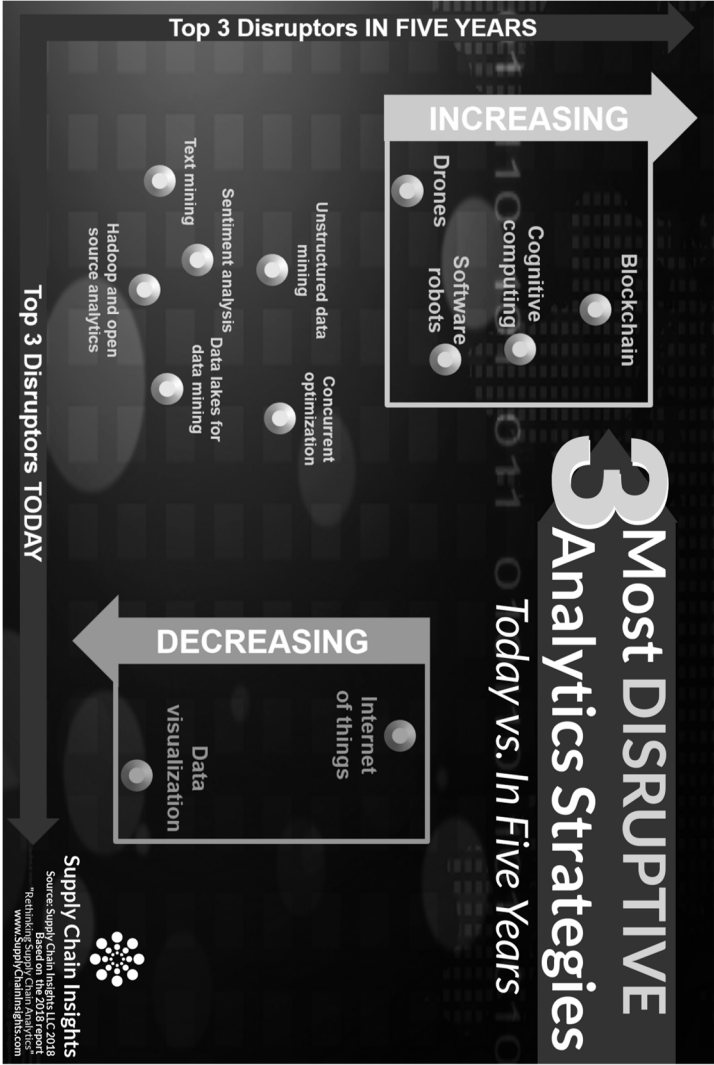 3 Most DISRUPTIVE
Analytics Strategies
Today vs. In Five Years
Top 3 Disruptors IN FIVE YEARS
INCREASING
Blockchain
Cognitive
computing
Software
robots
Drones
Unstructured data
mining
Concurrent
optimization
Sentiment analysis
Text mining
Data lakes for
data mining
Hadoop and open
source analytics
DECREASING
Internet
of things
Data
visualization
Top 3 Disruptors TODAY
Supply Chain Insights
Source: Supply Chain Insights LLC 2018
Based on the 2018 report
"Rethinking Supply Chain Analytics"
www.SupplyChainInsights.com